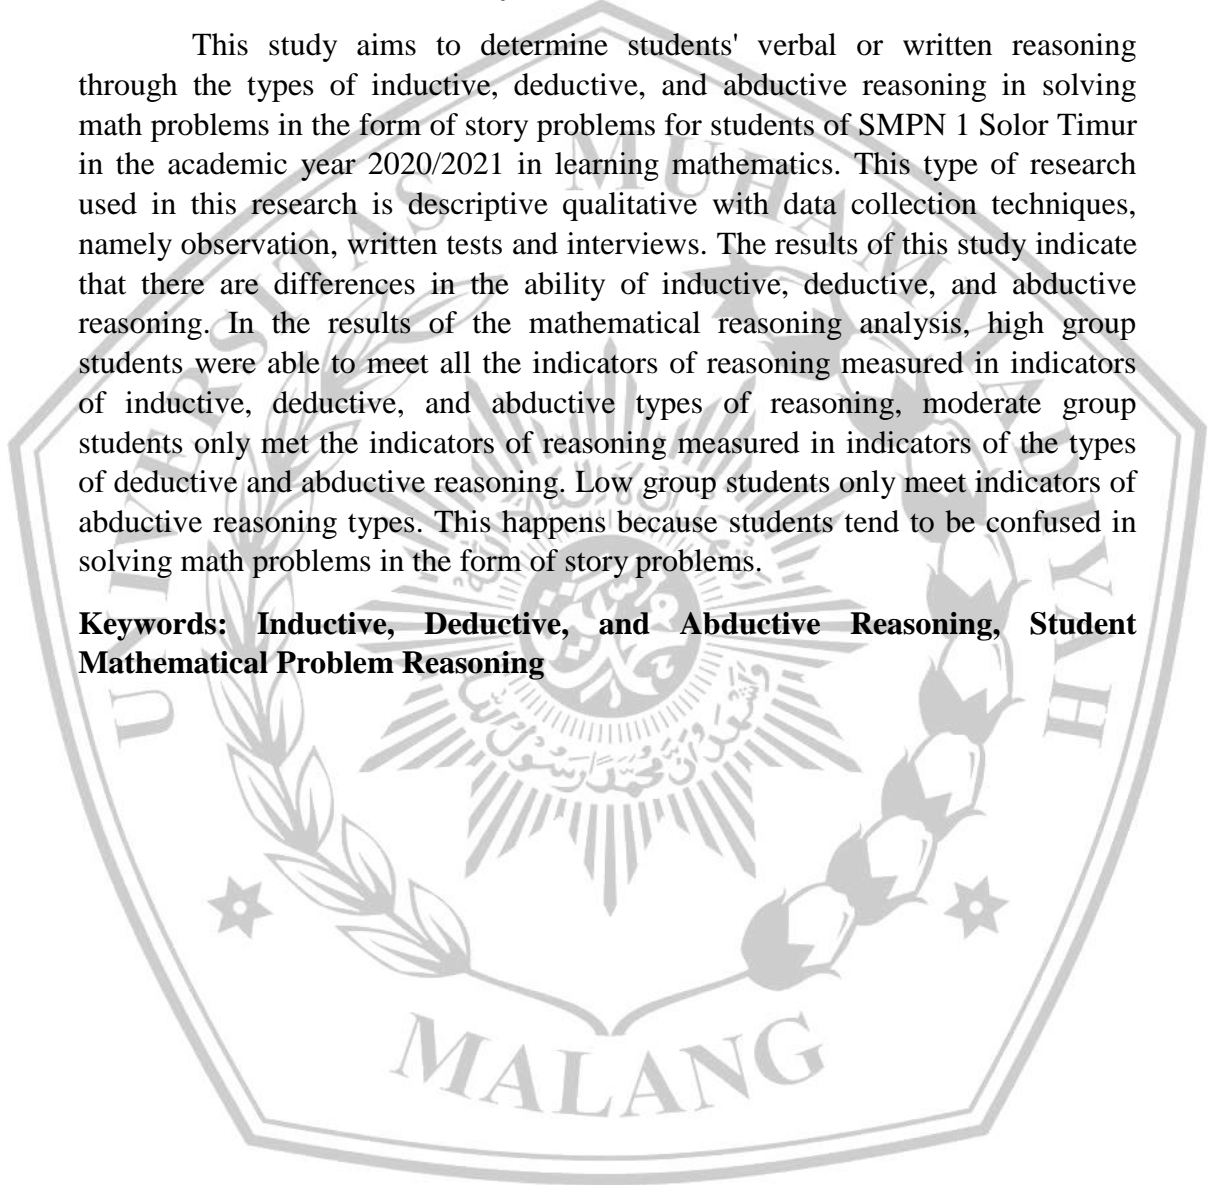 This study aims to determine students' verbal or written reasoning
through the types of inductive, deductive, and abductive reasoning in solving
math problems in the form of story problems for students of SMPN 1 Solor Timur
in the academic year 2020/2021 in learning mathematics. This type of research
used in this research is descriptive qualitative with data collection techniques,
namely observation, written tests and interviews. The results of this study indicate
that there are differences in the ability of inductive, deductive, and abductive
reasoning. In the results of the mathematical reasoning analysis, high group
students were able to meet all the indicators of reasoning measured in indicators
of inductive, deductive, and abductive types of reasoning, moderate group
students only met the indicators of reasoning measured in indicators of the types
of deductive and abductive reasoning. Low group students only meet indicators of
abductive reasoning types. This happens because students tend to be confused in
solving math problems in the form of story problems.
Keywords: Inductive, Deductive, and Abductive Reasoning, Student
Mathematical Problem Reasoning
UNIVERSITAS MUHAMMADIYAH
MALANG